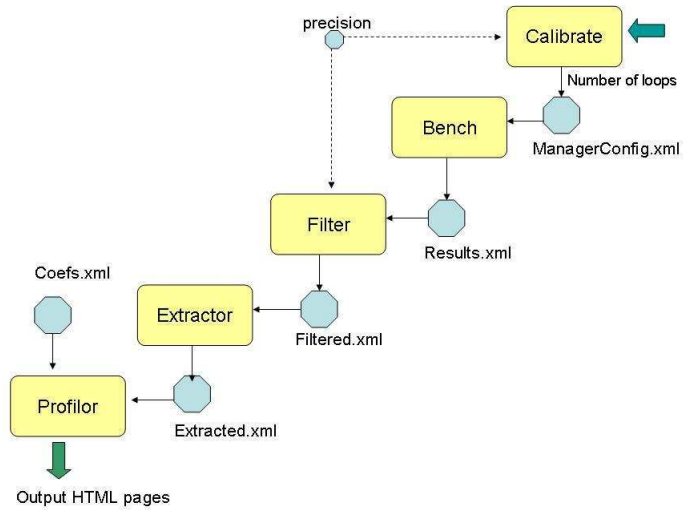 precision
Calibrate
Number of loops
Bench
ManagerConfig.xml
Filter
Results.xml
Coefs.xml
Extractor
Filtered.xml
Profilor
Extracted.xml
Output HTML pages